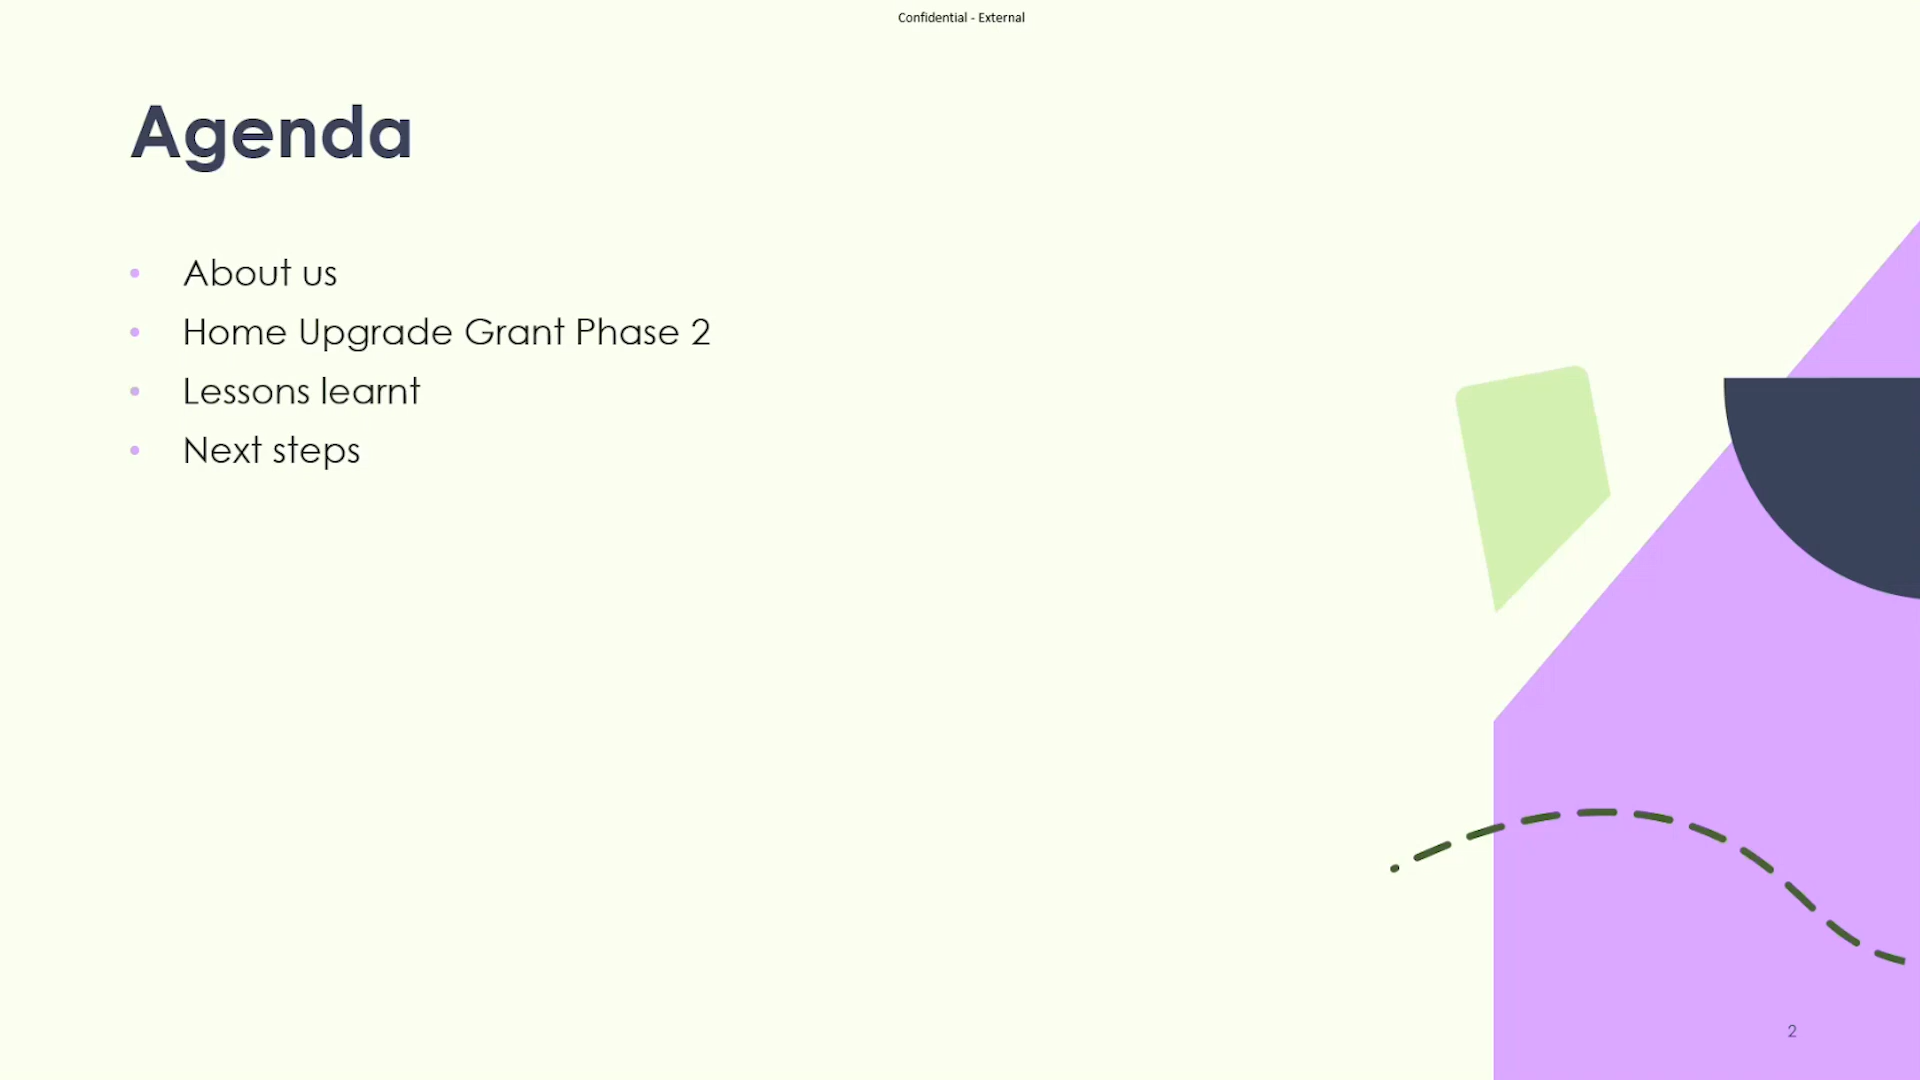 Confidential - External
Agenda
• About us
• Home Upgrade Grant Phase 2
• Lessons learnt
• Next steps
2